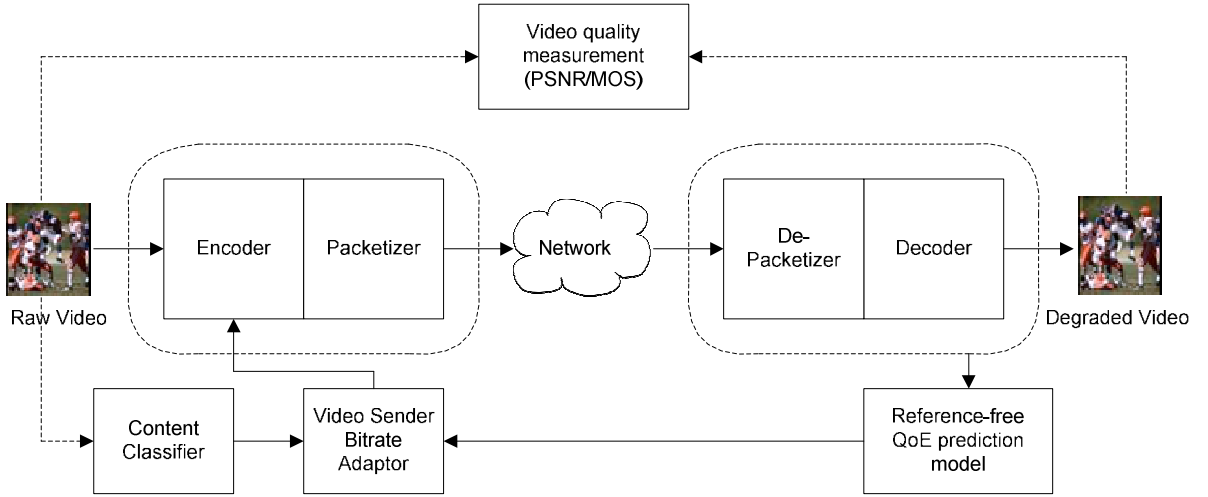 Video quality
measurement
(PSNR/MOS)
Encoder
Packetizer
Network
De-
Packetizer
Decoder
Raw Video
Degraded Video
Content
Classifier
Video Sender
Bitrate
Adaptor
Reference-free
QoE prediction
model